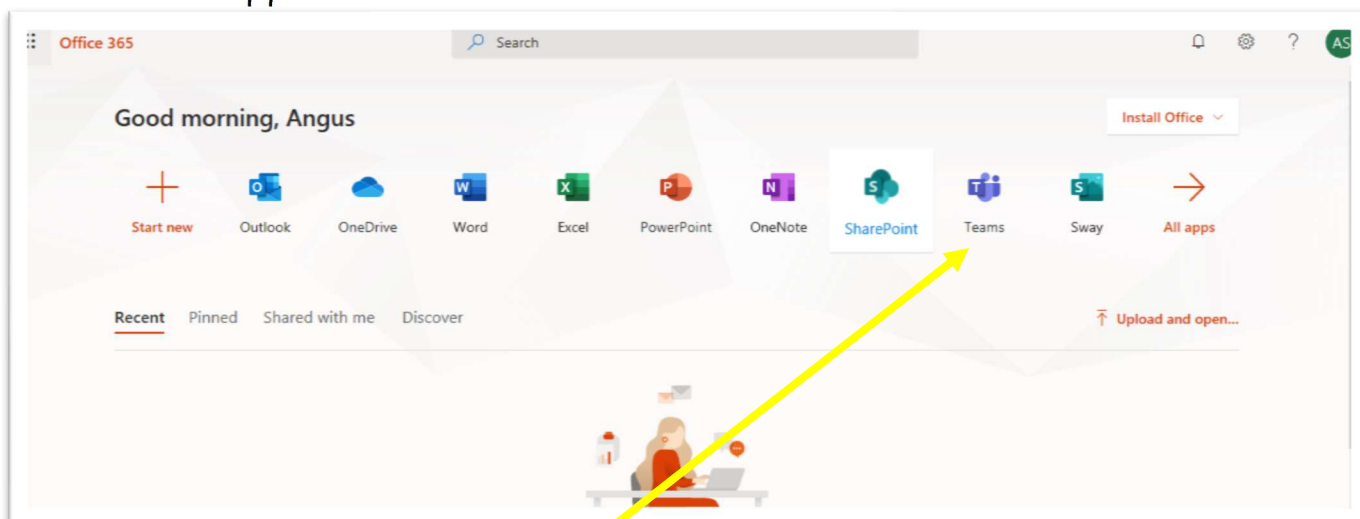 Office 365
Search
?
AS
Good morning, Angus
Install Office
Start new
Outlook
OneDrive
Word
Excel
PowerPoint
OneNote
SharePoint
Teams
Sway
All apps
Recent Pinned Shared with me Discover
Upload and open...